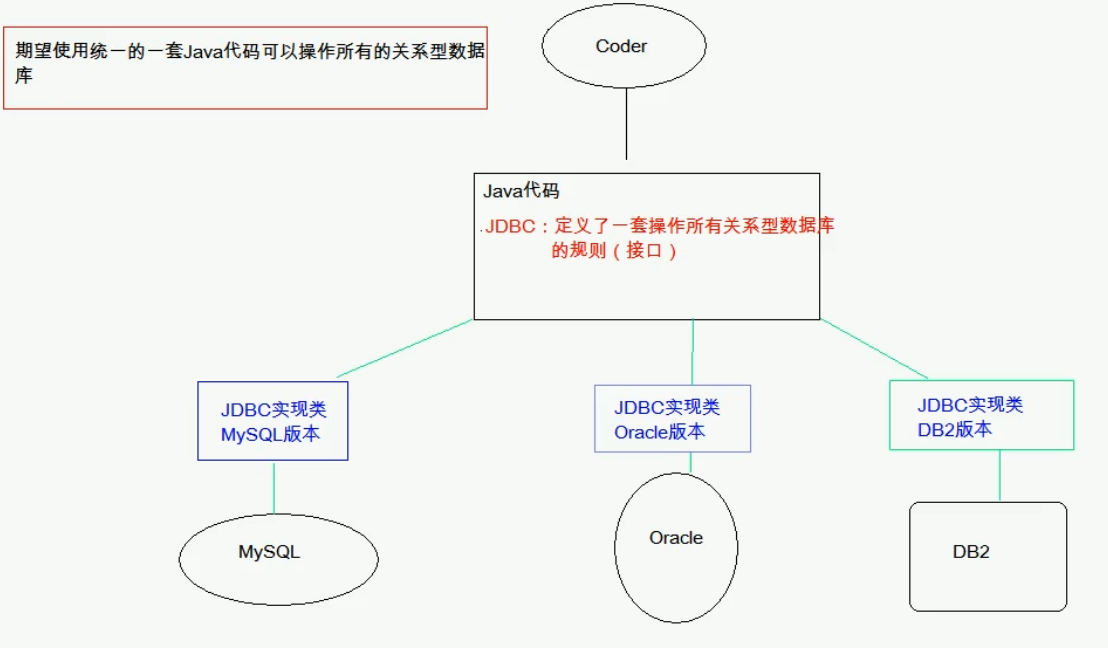 期望使用统一的一套Java代码可以操作所有的关系型数据
库
Coder
Java代码
.JDBC：定义了一套操作所有关系型数据库
的规则（接口）
JDBC实现类
MySQL版本
JDBC实现类
Oracle版本
JDBC实现类
DB2版本
MySQL
Oracle
DB2